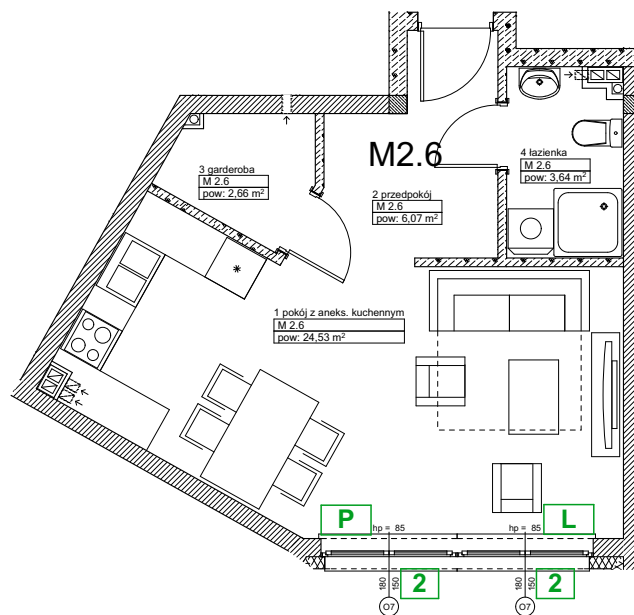 M2.6
4 łazienka
M 2.6
pow: 3,64 m²
3 garderoba
M 2.6
pow: 2,66 m²
2 przedpokój
M 2.6
pow: 6,07 m²
1 pokój z aneks. kuchennym
M 2.6
pow: 24,53 m²
P
hp = 85
hp = 85
L
180
150
2
180
150
2
O7
O7